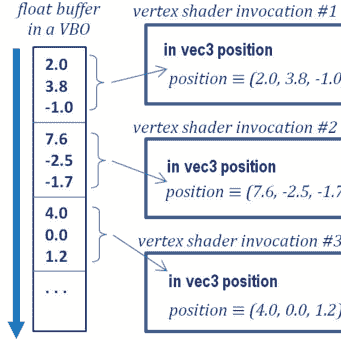 float buffer
in a VBO
2.0
3.8
-1.0
7.6
-2.5
-1.7
4.0
0.0
1.2
. . .
vertex shader invocation #1
in vec3 position
position ≡ (2.0, 3.8, -1.0
vertex shader invocation #2
in vec3 position
position ≡ (7.6, -2.5, -1.7
vertex shader invocation #3
in vec3 position
position ≡ (4.0, 0.0, 1.2)